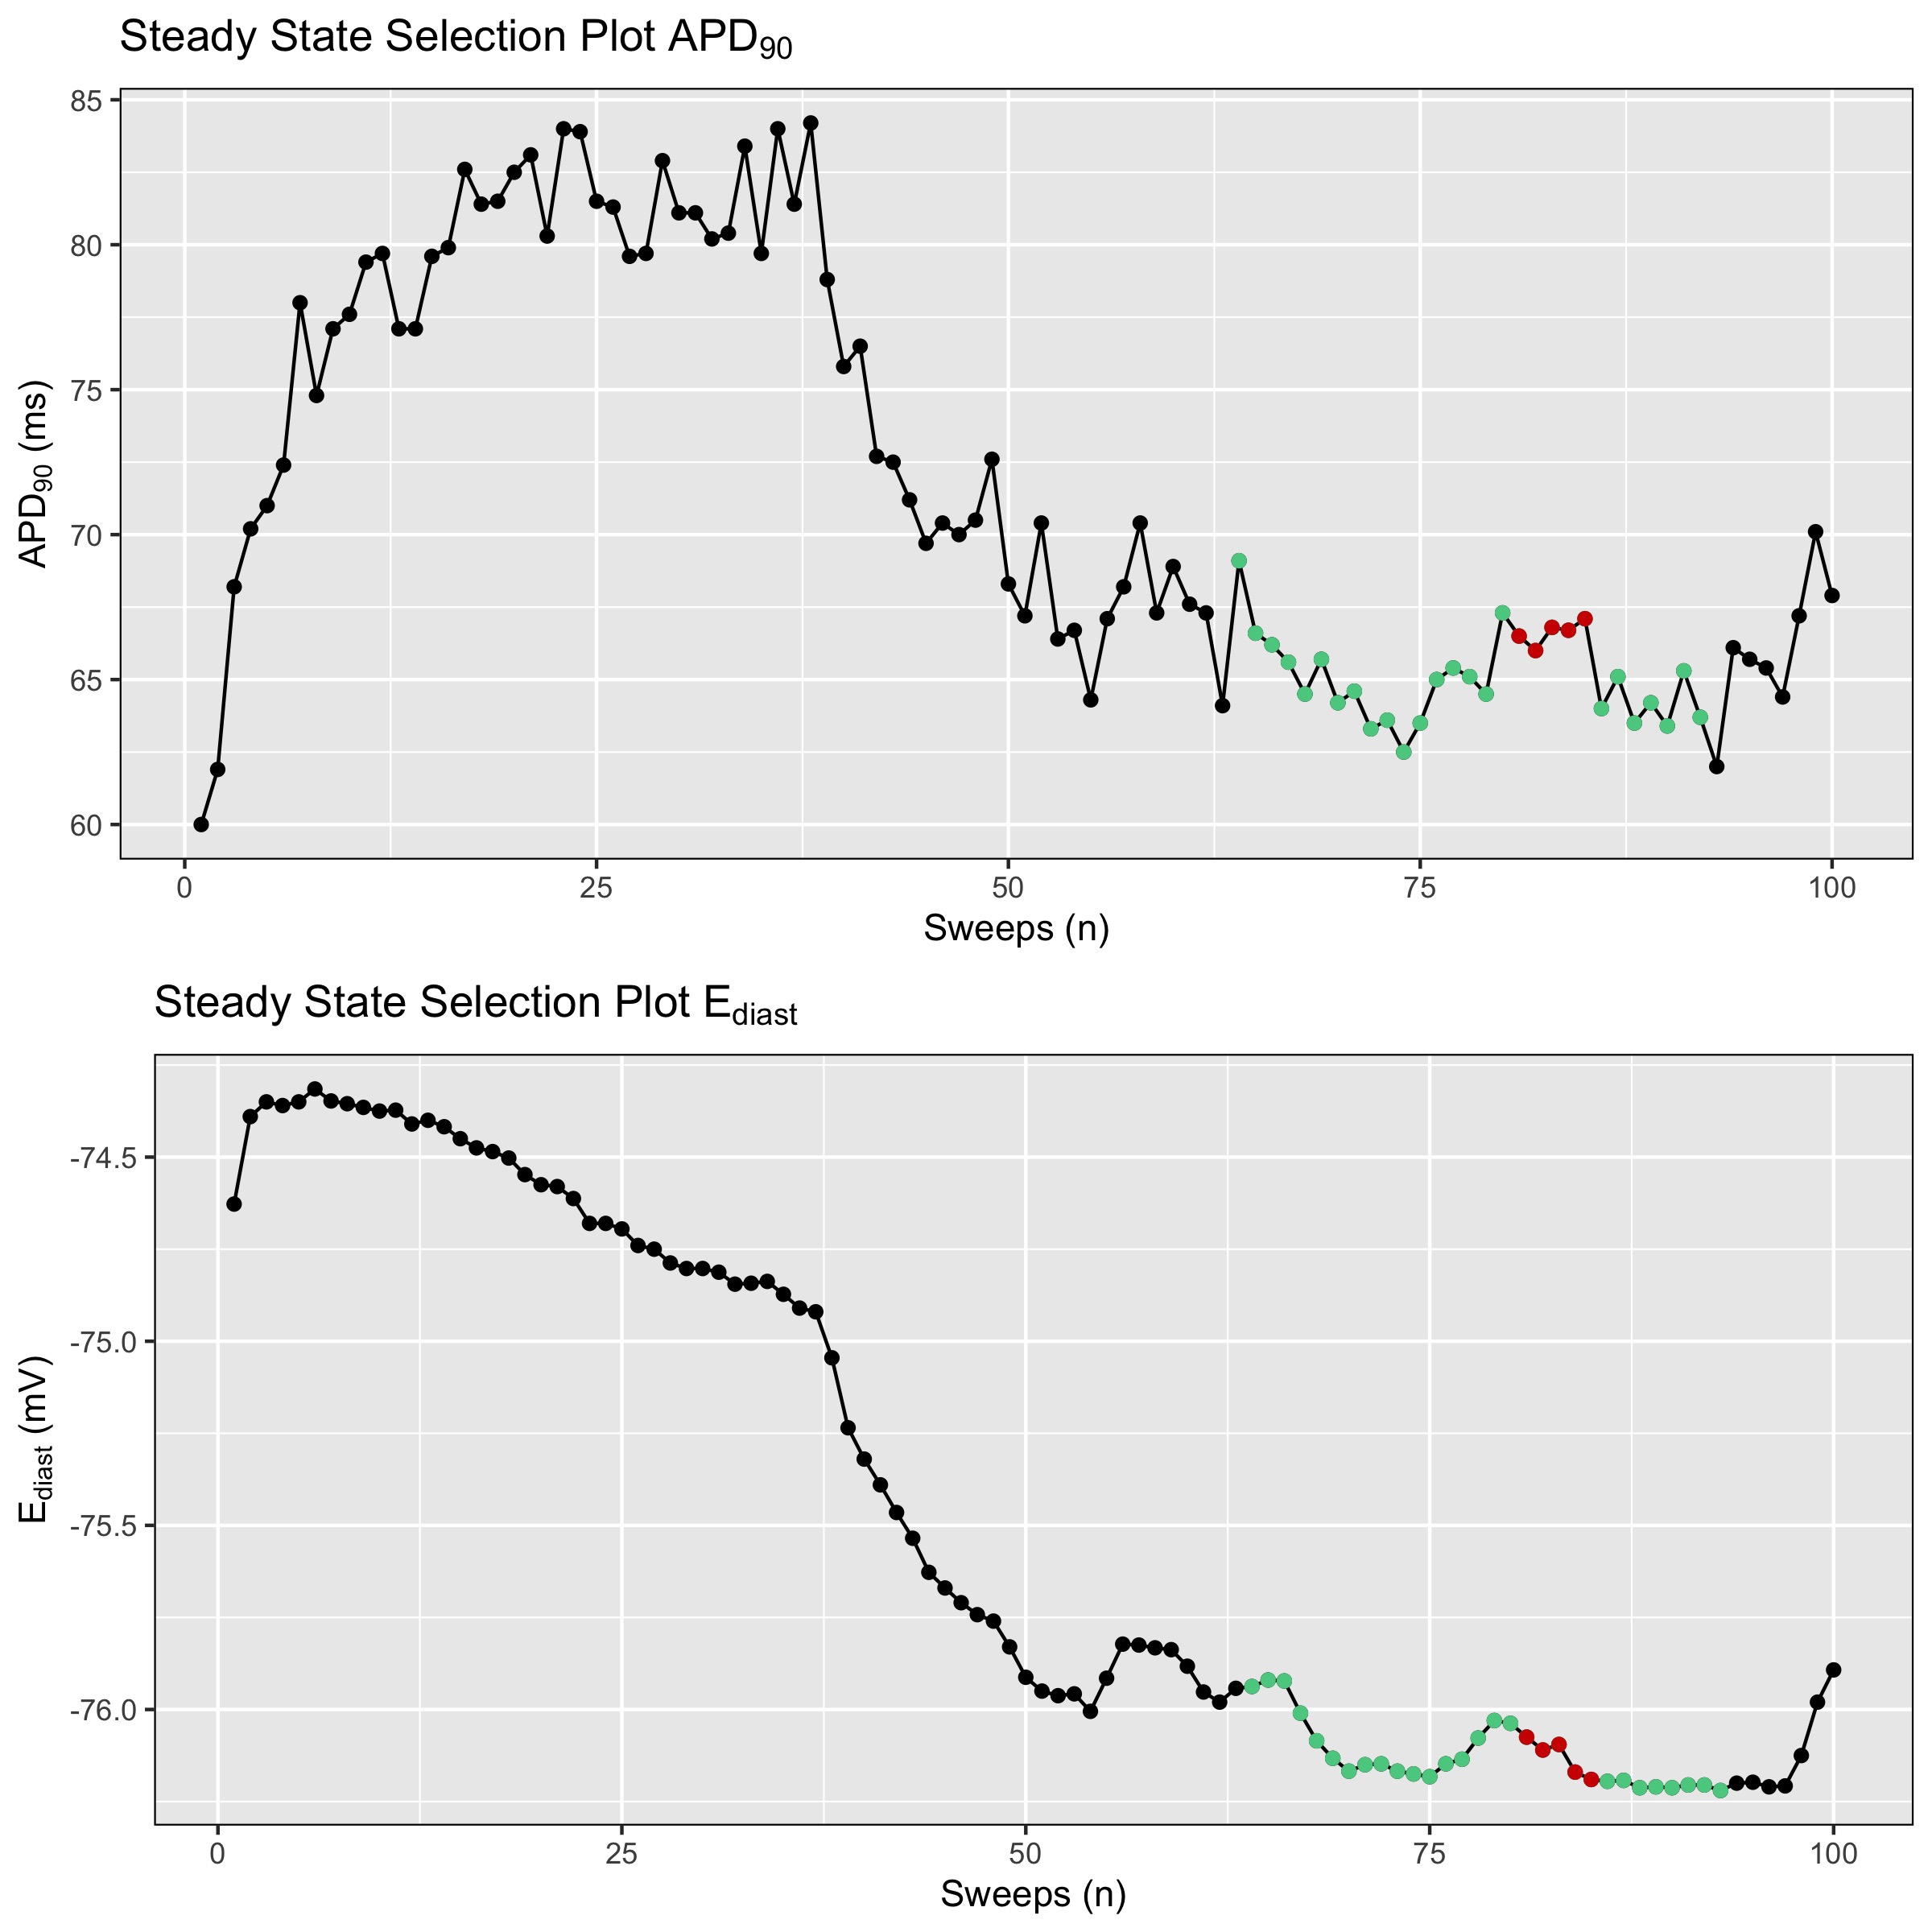 Steady State Selection Plot APD90
85
80
75
70
65
60
APD90 (ms)
0 25 50 75 100
Sweeps (n)
Steady State Selection Plot Ediast
-74.5
-75.0
-75.5
-76.0
Ediast (mV)
0 25 50 75 100
Sweeps (n)